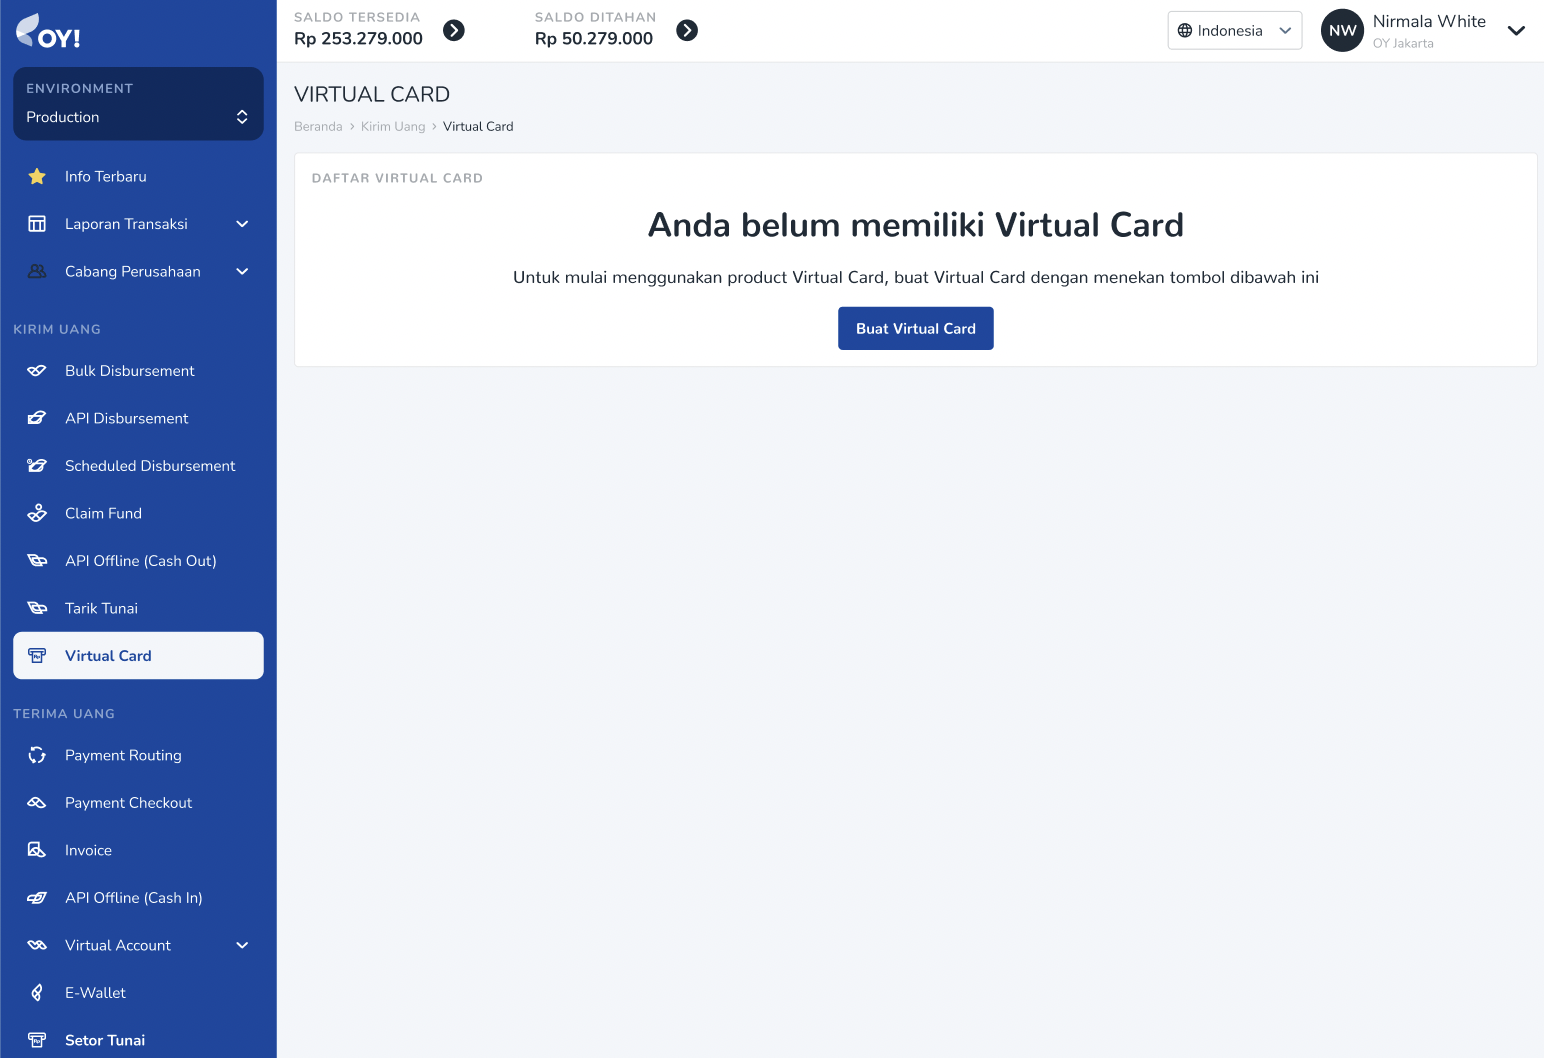 OY!
ENVIRONMENT
Production
Info Terbaru
Laporan Transaksi
Cabang Perusahaan
KIRIM UANG
Bulk Disbursement
API Disbursement
Scheduled Disbursement
Claim Fund
API Offline (Cash Out)
Tarik Tunai
Virtual Card
TERIMA UANG
Payment Routing
Payment Checkout
Invoice
API Offline (Cash In)
Virtual Account
E-Wallet
Setor Tunai
SALDO TERSEDIA
Rp 253.279.000
SALDO DITAHAN
Rp 50.279.000
Indonesia
NW
Nirmala White
OY Jakarta
VIRTUAL CARD
Beranda > Kirim Uang > Virtual Card
DAFTAR VIRTUAL CARD
Anda belum memiliki Virtual Card
Untuk mulai menggunakan product Virtual Card, buat Virtual Card dengan menekan tombol dibawah ini
Buat Virtual Card